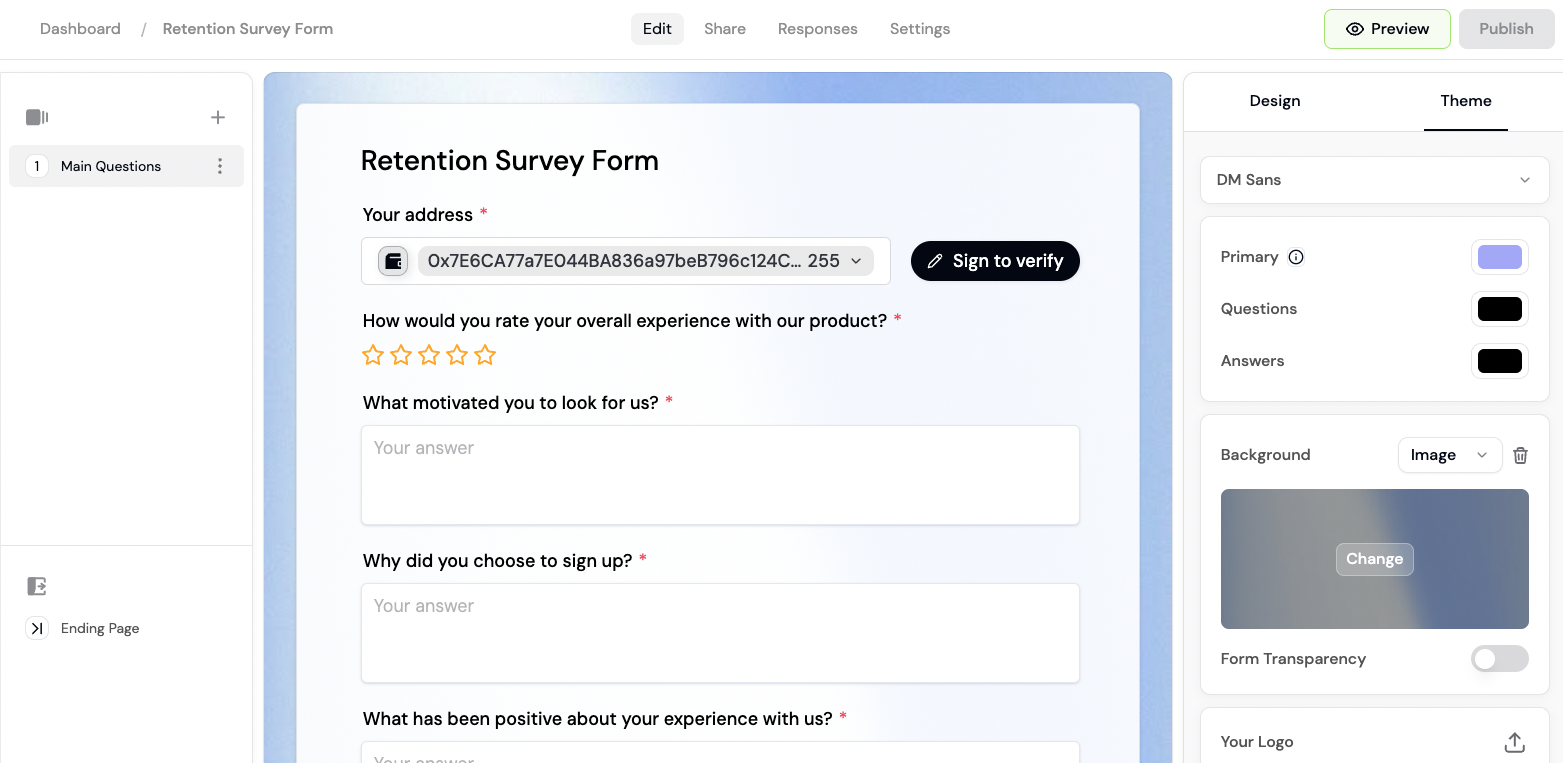 Dashboard / Retention Survey Form
Edit Share Responses Settings
Preview Publish
1 Main Questions
Ending Page
Retention Survey Form
Your address *
0x7E6CA77a7E044BA836a97beB796c124C... 255
Sign to verify
How would you rate your overall experience with our product? *
What motivated you to look for us? *
Your answer
Why did you choose to sign up? *
Your answer
What has been positive about your experience with us? *
Your answer
Design Theme
DM Sans
Primary
Questions
Answers
Background Image
Change
Form Transparency
Your Logo